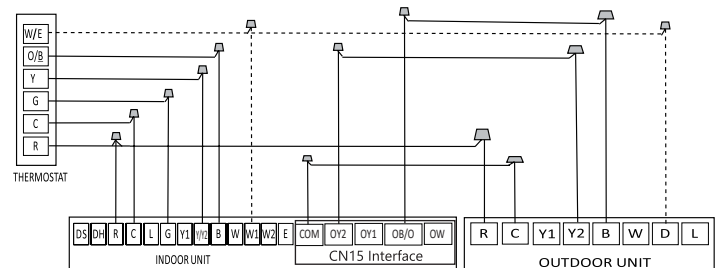 W/E
O/B
Y
G
C
R
THERMOSTAT
DS DH R C L G Y1 Y/Y2 B W W1 W2 E COM OY2 OY1 OB/O OW R C Y1 Y2 B W D L
CN15 Interface
INDOOR UNIT
OUTDOOR UNIT